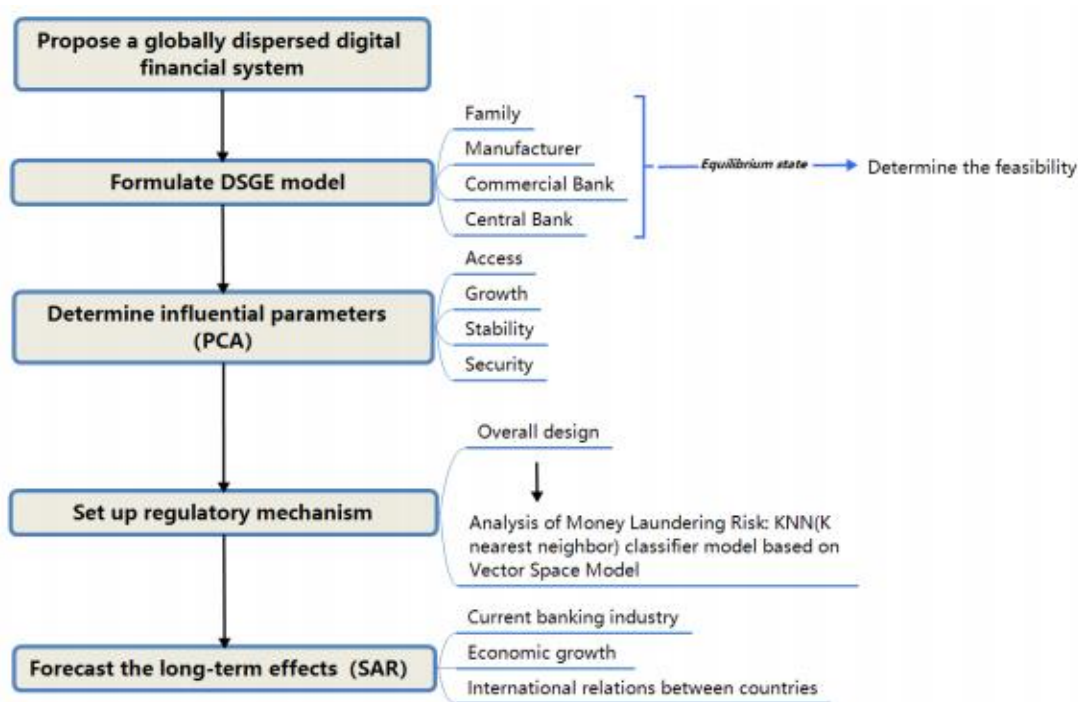 Propose a globally dispersed digital
financial system
Formulate DSGE model
Family
Manufacturer
Commercial Bank
Central Bank
Equilibrium state
Determine the feasibility
Determine influential parameters
(PCA)
Access
Growth
Stability
Security
Set up regulatory mechanism
Overall design
Analysis of Money Laundering Risk: KNN(K
nearest neighbor) classifier model based on
Vector Space Model
Forecast the long-term effects (SAR)
Current banking industry
Economic growth
International relations between countries